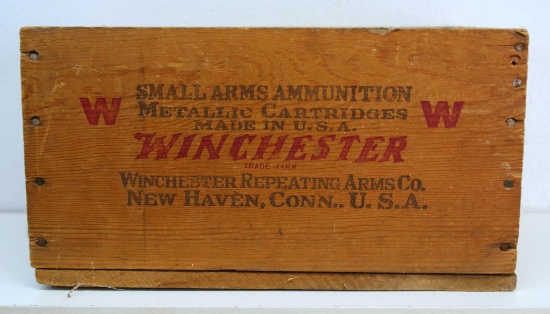 SMALL ARMS AMMUNITION
W METALLIC CARTRIDGES W
MADE IN U.S.A.
WINCHESTER
TRADE MARK
WINCHESTER REPEATING ARMS CO.
NEW HAVEN, CONN., U.S.A.